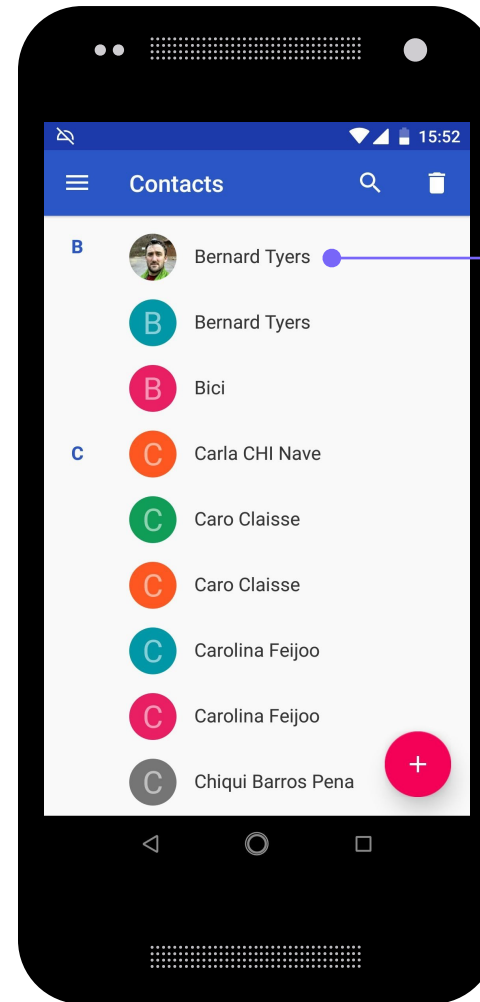 15:52
Contacts
B
Bernard Tyers
B Bernard Tyers
B Bici
C
C Carla CHI Nave
C Caro Claisse
C Caro Claisse
C Carolina Feijoo
C Carolina Feijoo
C Chiqui Barros Pena